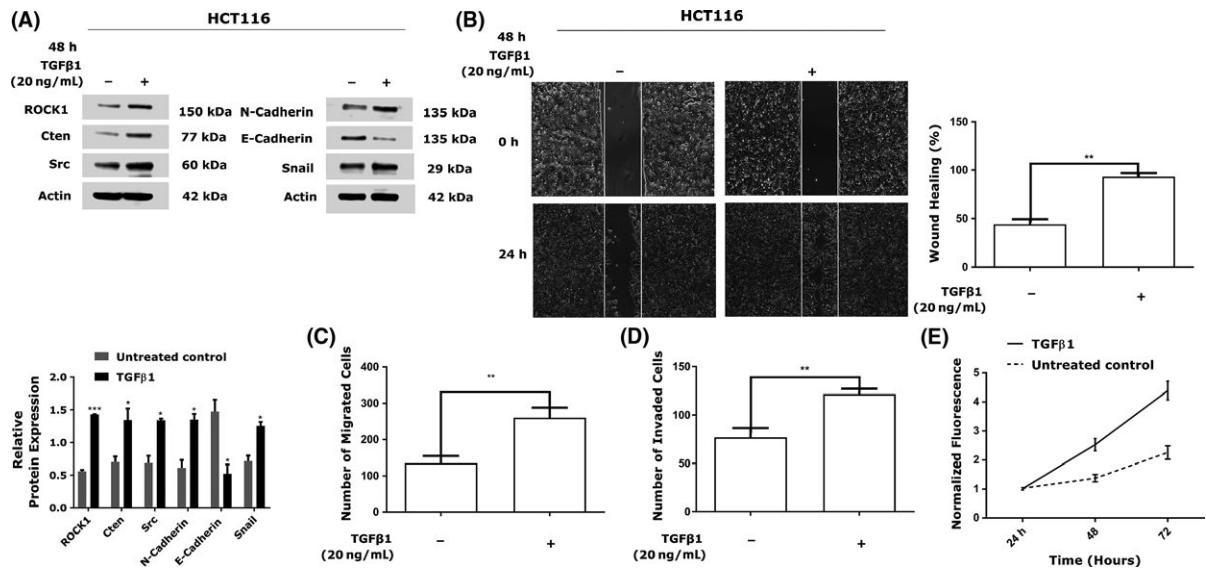 (A)
HCT116
48 h
TGFβ1
(20 ng/mL)
− +
ROCK1 150 kDa
Cten 77 kDa
Src 60 kDa
Actin 42 kDa
− +
N-Cadherin 135 kDa
E-Cadherin 135 kDa
Snail 29 kDa
Actin 42 kDa
Untreated control
TGFβ1
Relative
Protein Expression
2.0
1.5
1.0
0.5
0.0
***
*
*
*
*
*
ROCK1
Cten
Src
N-Cadherin
E-Cadherin
Snail
(B)
HCT116
48 h
TGFβ1
(20 ng/mL)
− +
0 h
24 h
Wound Healing (%)
150
100
50
0
**
− +
TGFβ1
(20 ng/mL)
(C)
Number of Migrated Cells
400
300
200
100
0
**
TGFβ1
(20 ng/mL)
− +
(D)
Number of Invaded Cells
150
100
50
0
**
TGFβ1
(20 ng/mL)
− +
(E)
TGFβ1
Untreated control
Normalized Fluorescence
5
4
3
2
1
0
24 h
48
72
Time (Hours)